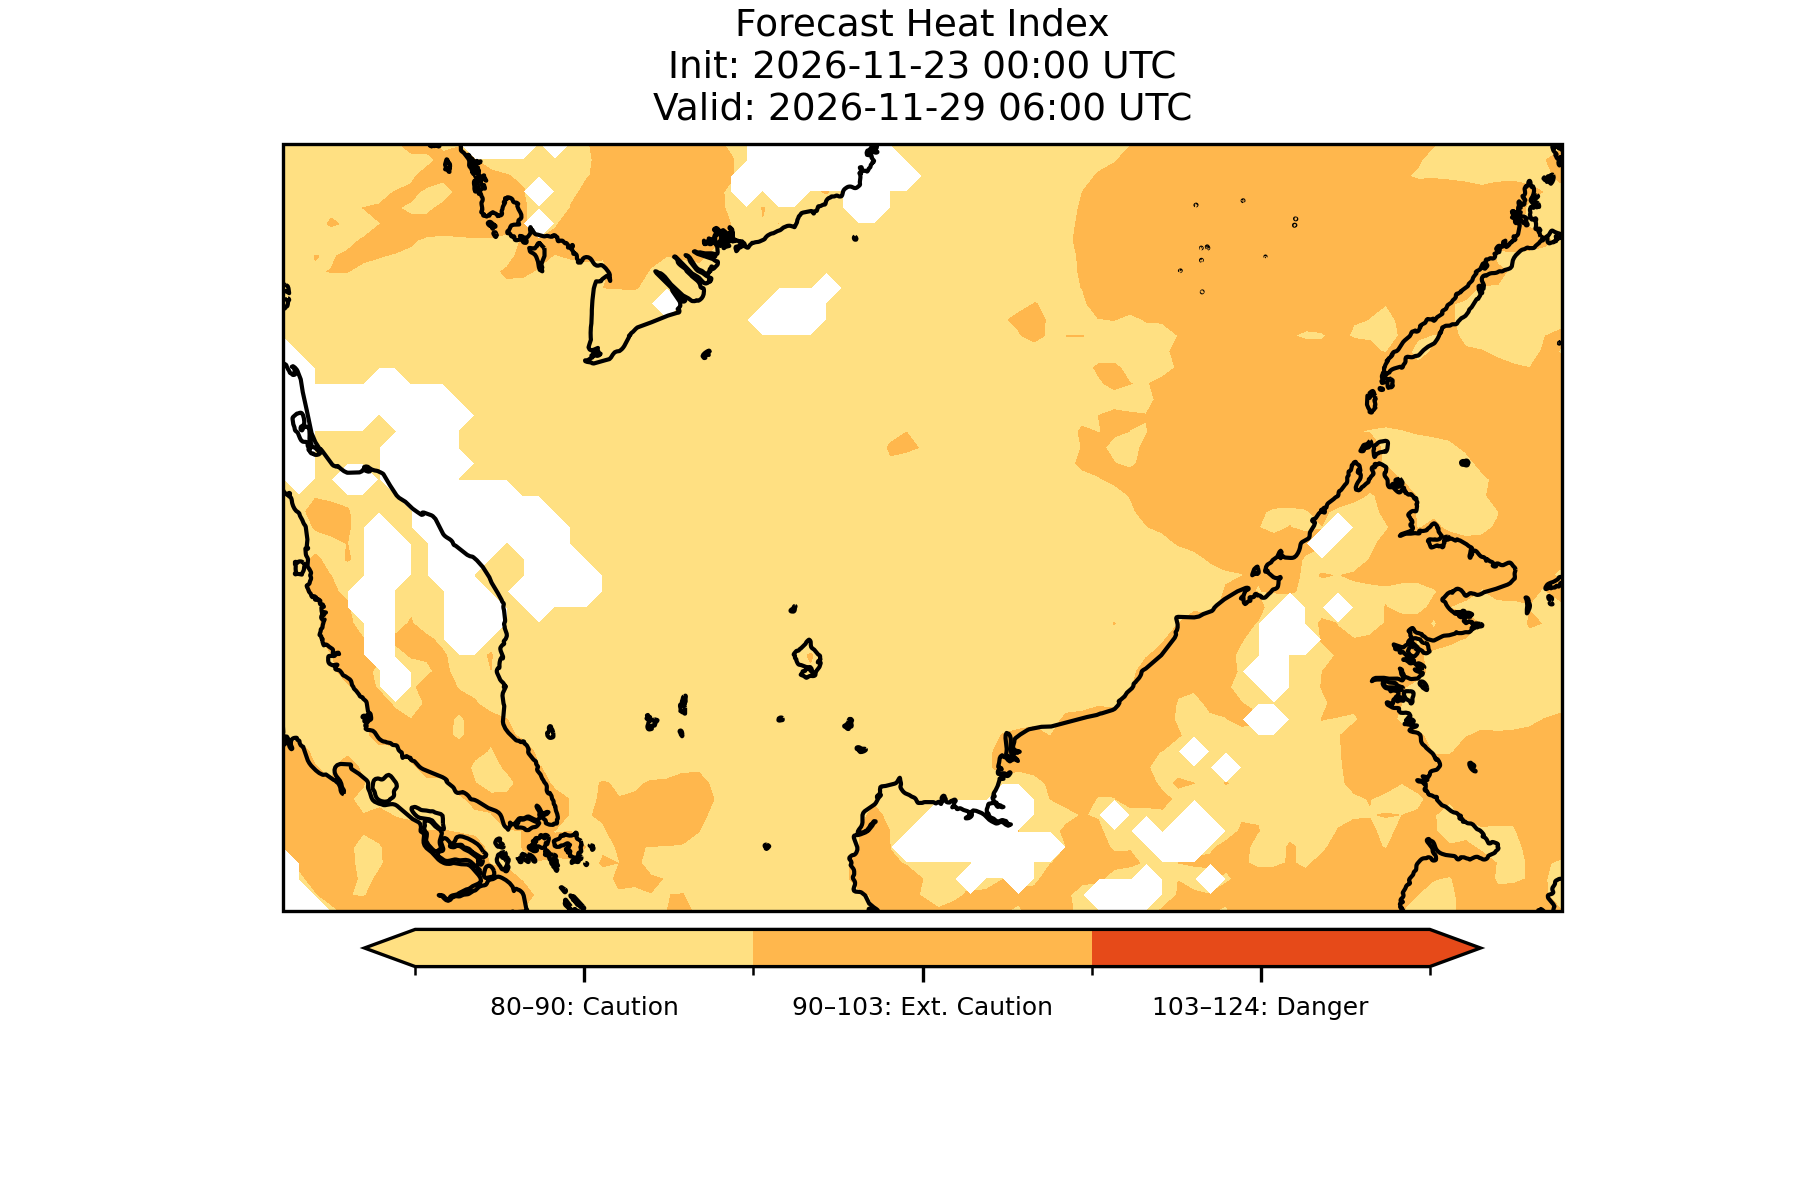 Forecast Heat Index
Init: 2026-11-23 00:00 UTC
Valid: 2026-11-29 06:00 UTC
80–90: Caution
90–103: Ext. Caution
103–124: Danger